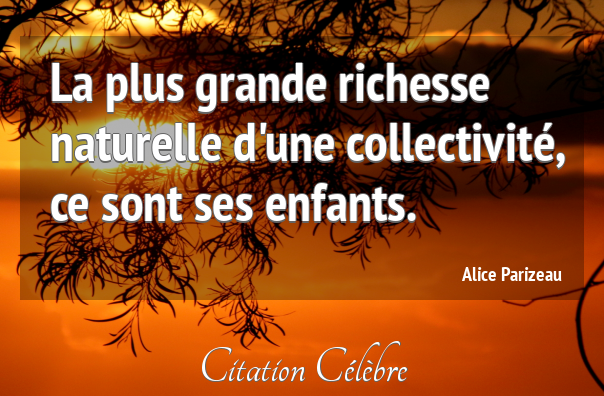 La plus grande richesse
naturelle d'une collectivité,
ce sont ses enfants.
Alice Parizeau
Citation Célèbre